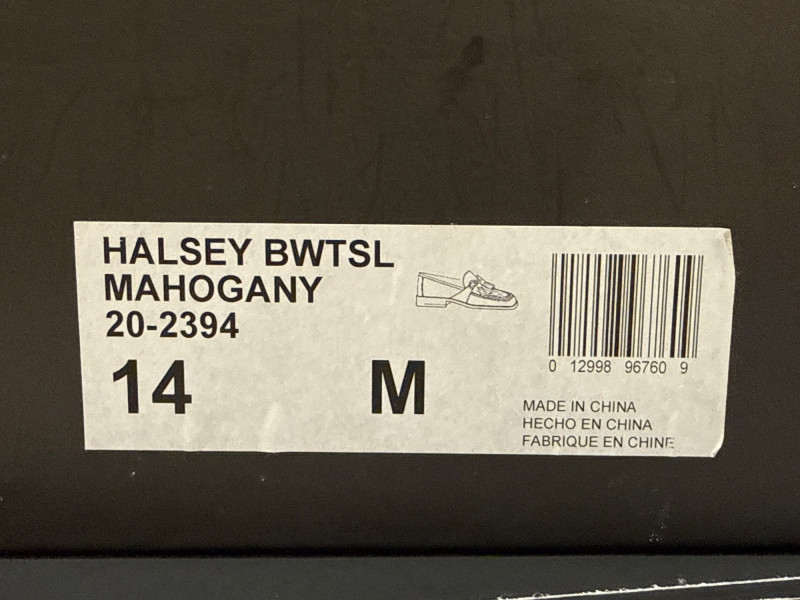 HALSEY BWTSL
MAHOGANY
20-2394
14 M
0 12998 96760 9
MADE IN CHINA
HECHO EN CHINA
FABRIQUE EN CHINE